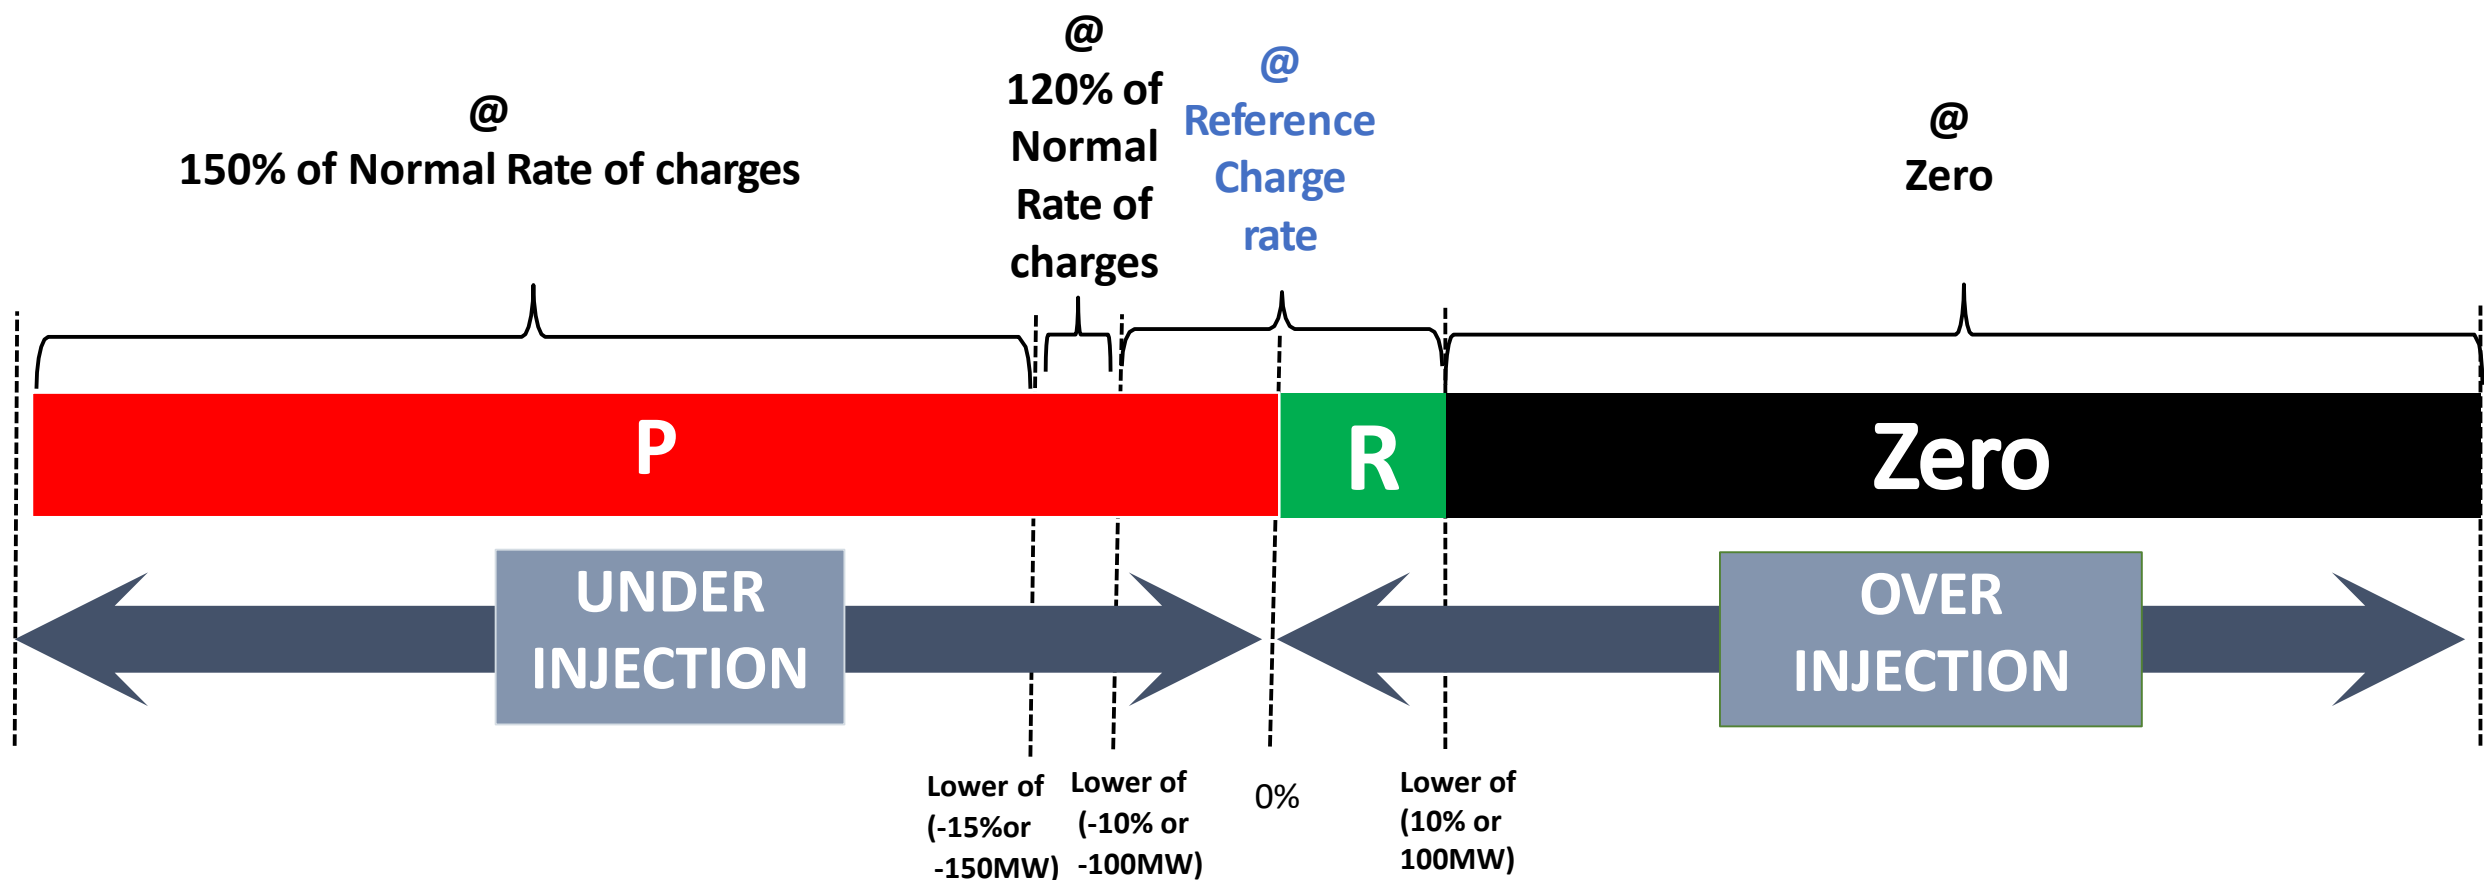 @
150% of Normal Rate of charges
@
120% of
Normal
Rate of
charges
@
Reference
Charge
rate
@
Zero
P
R
Zero
UNDER
INJECTION
OVER
INJECTION
Lower of
(-15%or
-150MW)
Lower of
(-10% or
-100MW)
0%
Lower of
(10% or
100MW)